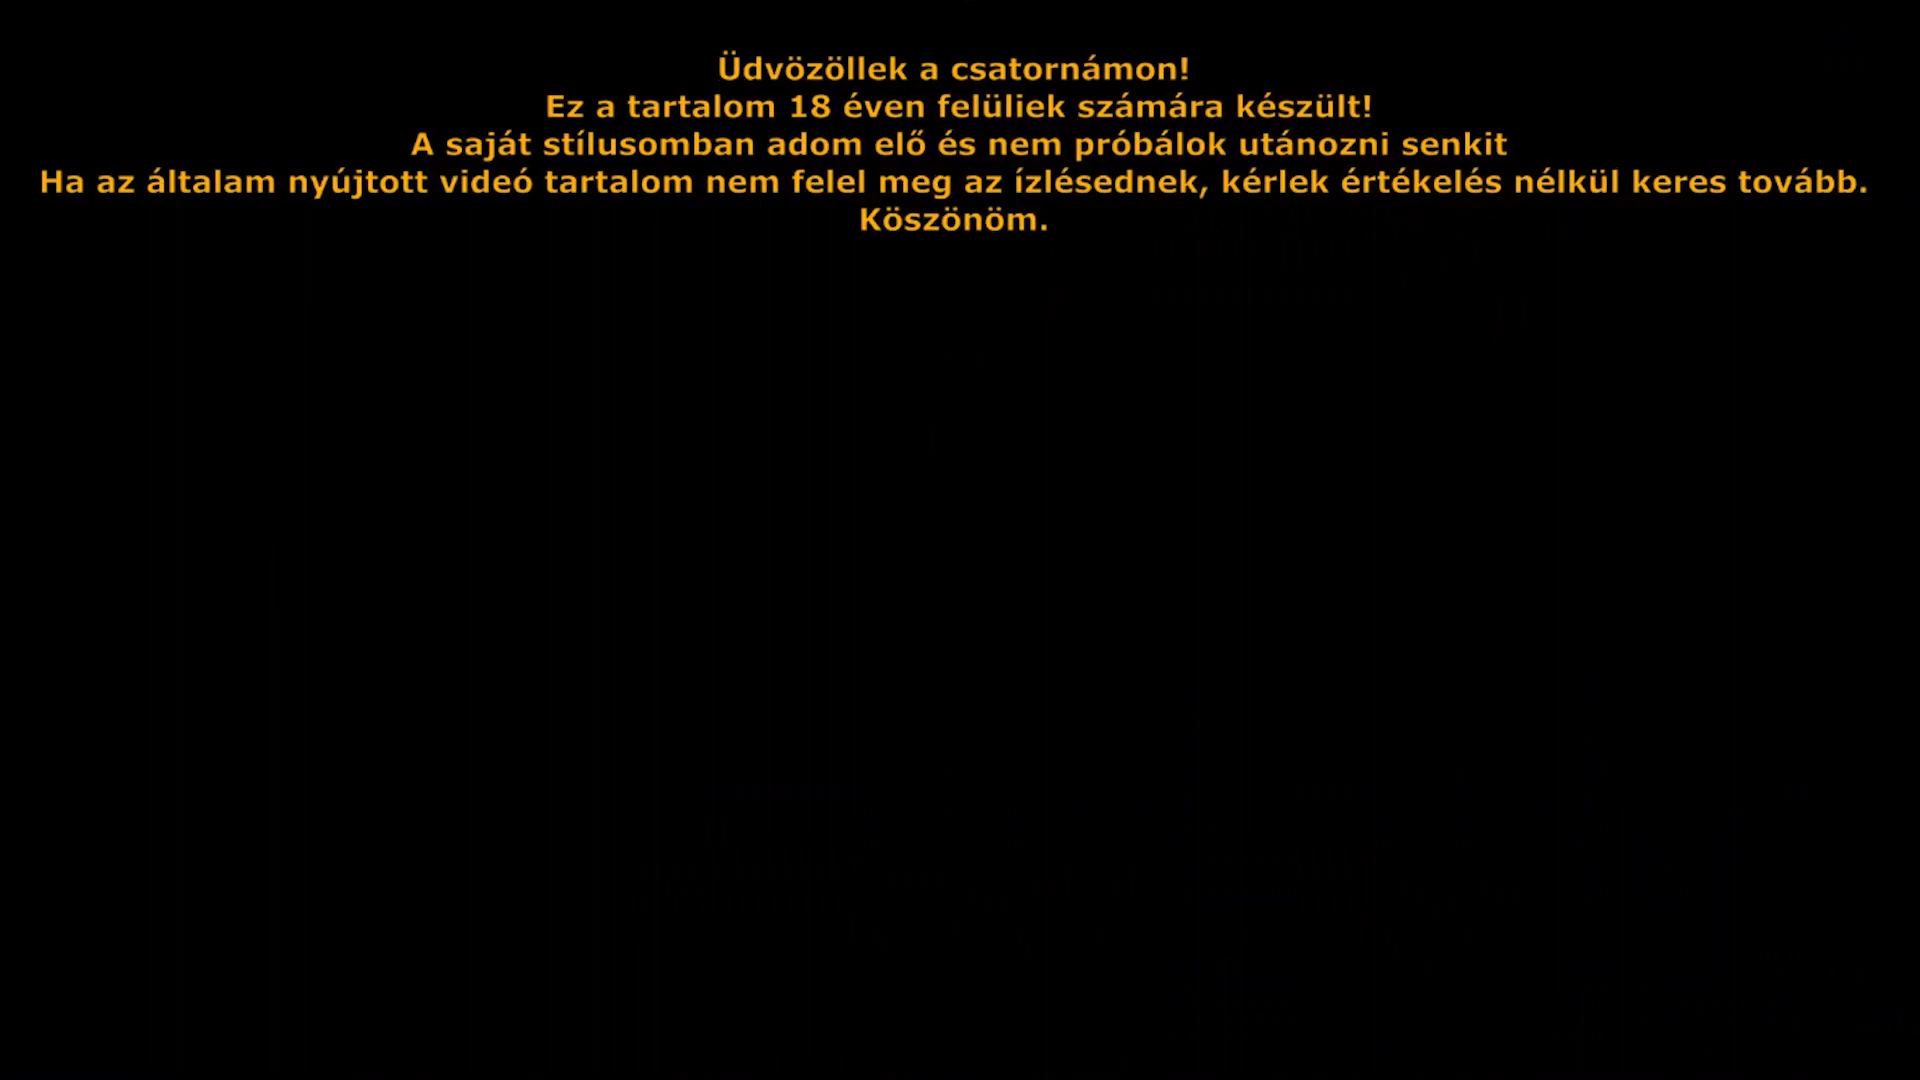 Üdvözöllek a csatornámon!
Ez a tartalom 18 éven felüliek számára készült!
A saját stílusomban adom elő és nem próbálok utánozni senkit
Ha az általam nyújtott videó tartalom nem felel meg az ízlésednek, kérlek értékelés nélkül keres tovább.
Köszönöm.